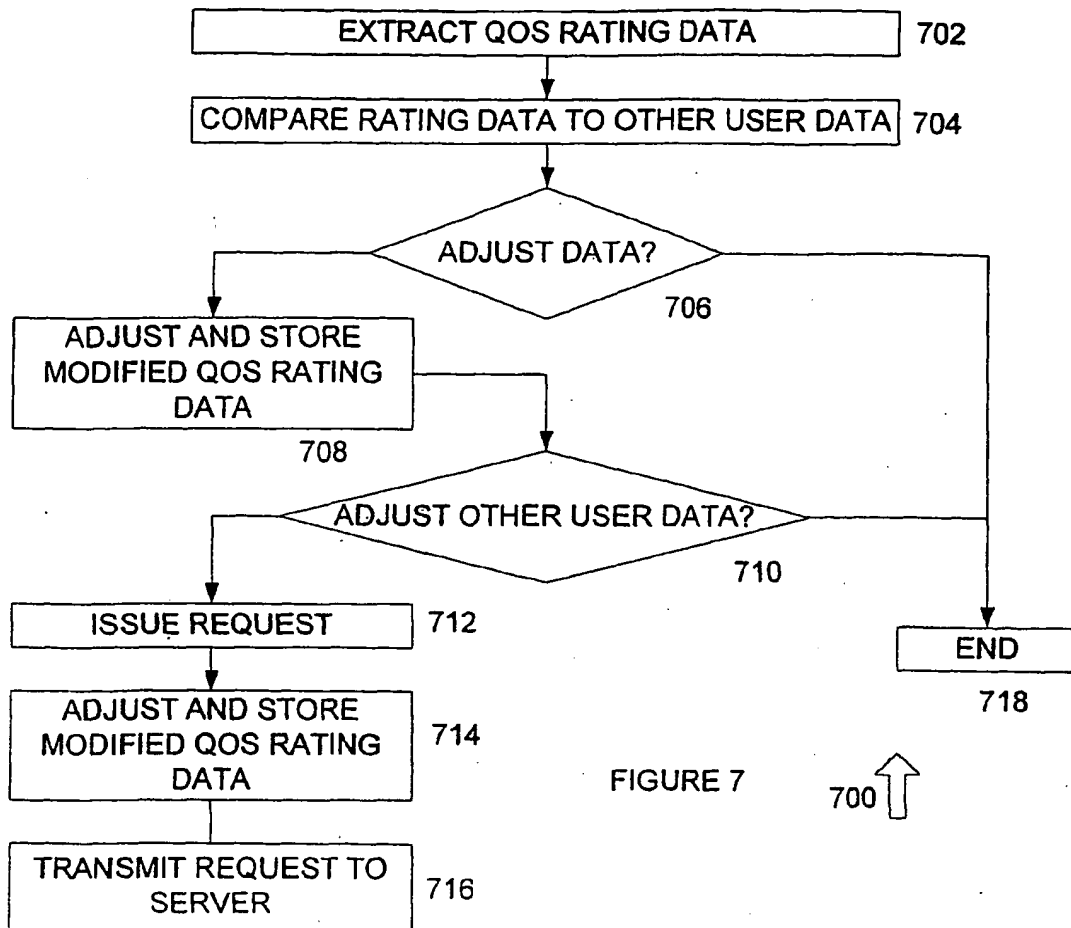 EXTRACT QOS RATING DATA
702
COMPARE RATING DATA TO OTHER USER DATA
704
ADJUST DATA?
706
ADJUST AND STORE
MODIFIED QOS RATING
DATA
708
ADJUST OTHER USER DATA?
710
ISSUE REQUEST
712
END
718
ADJUST AND STORE
MODIFIED QOS RATING
DATA
714
FIGURE 7
700
TRANSMIT REQUEST TO
SERVER
716